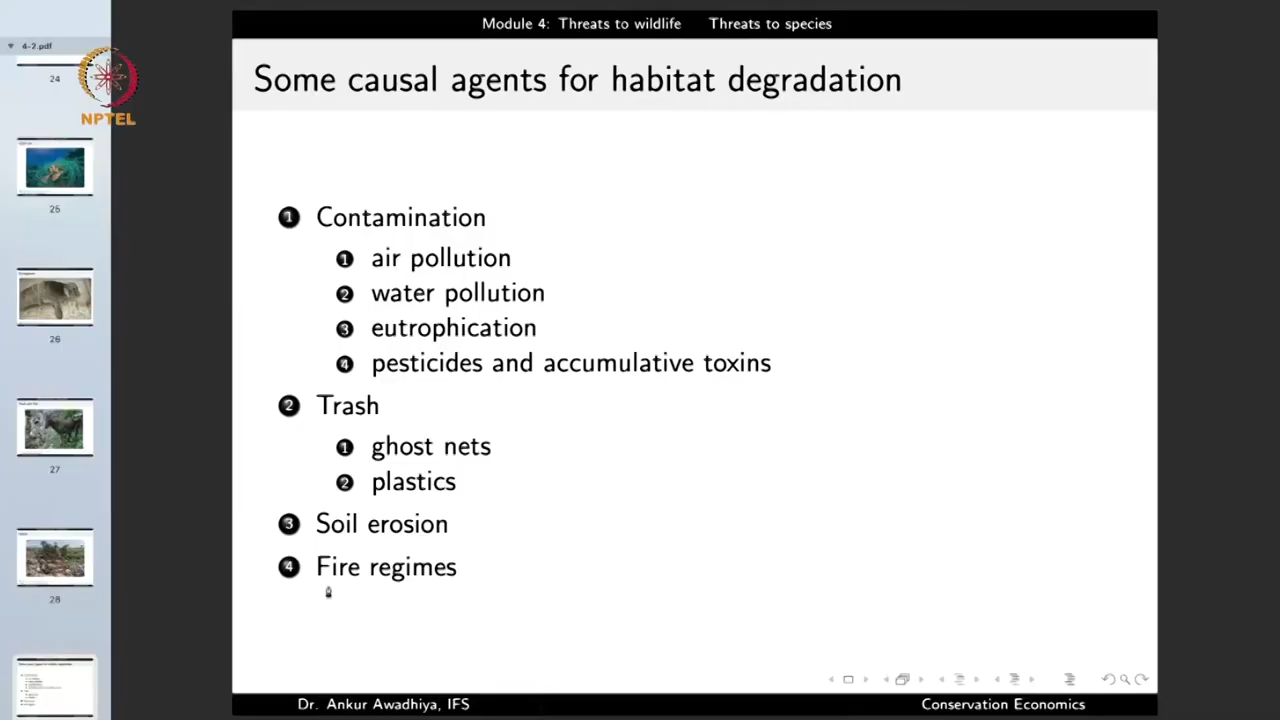 Module 4: Threats to wildlife Threats to species
4-2.pdf
24
NPTEL
25
26
27
28
Some causal agents for habitat degradation
1 Contamination
1 air pollution
2 water pollution
3 eutrophication
4 pesticides and accumulative toxins
2 Trash
1 ghost nets
2 plastics
3 Soil erosion
4 Fire regimes
Dr. Ankur Awadhiya, IFS Conservation Economics